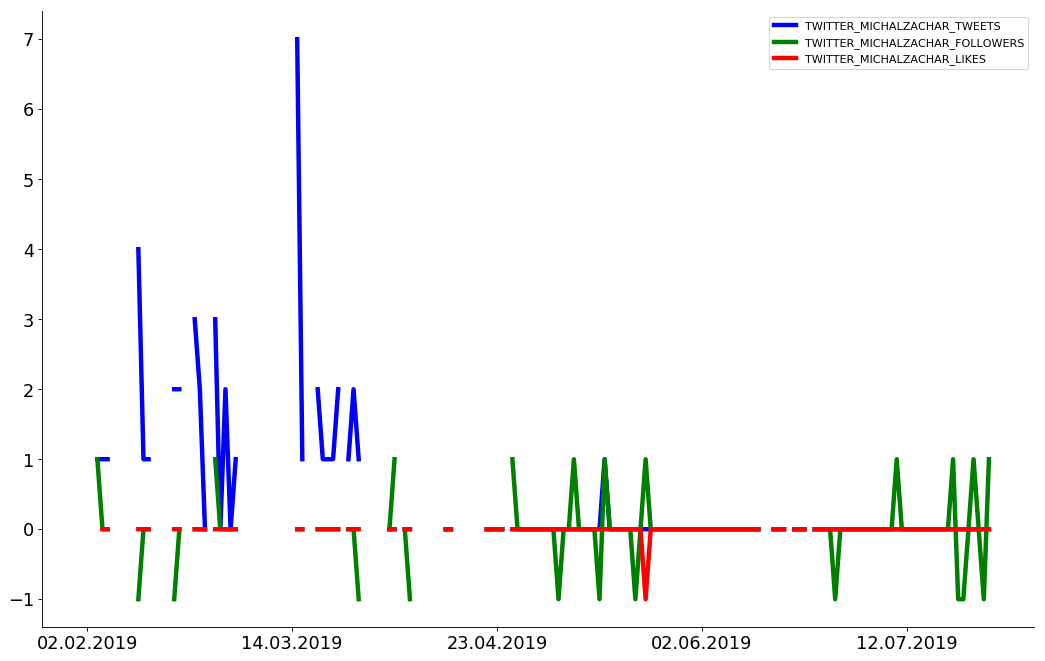 TWITTER_MICHALZACHAR_TWEETS
TWITTER_MICHALZACHAR_FOLLOWERS
TWITTER_MICHALZACHAR_LIKES
7
6
5
4
3
2
1
0
−1
02.02.2019 14.03.2019 23.04.2019 02.06.2019 12.07.2019